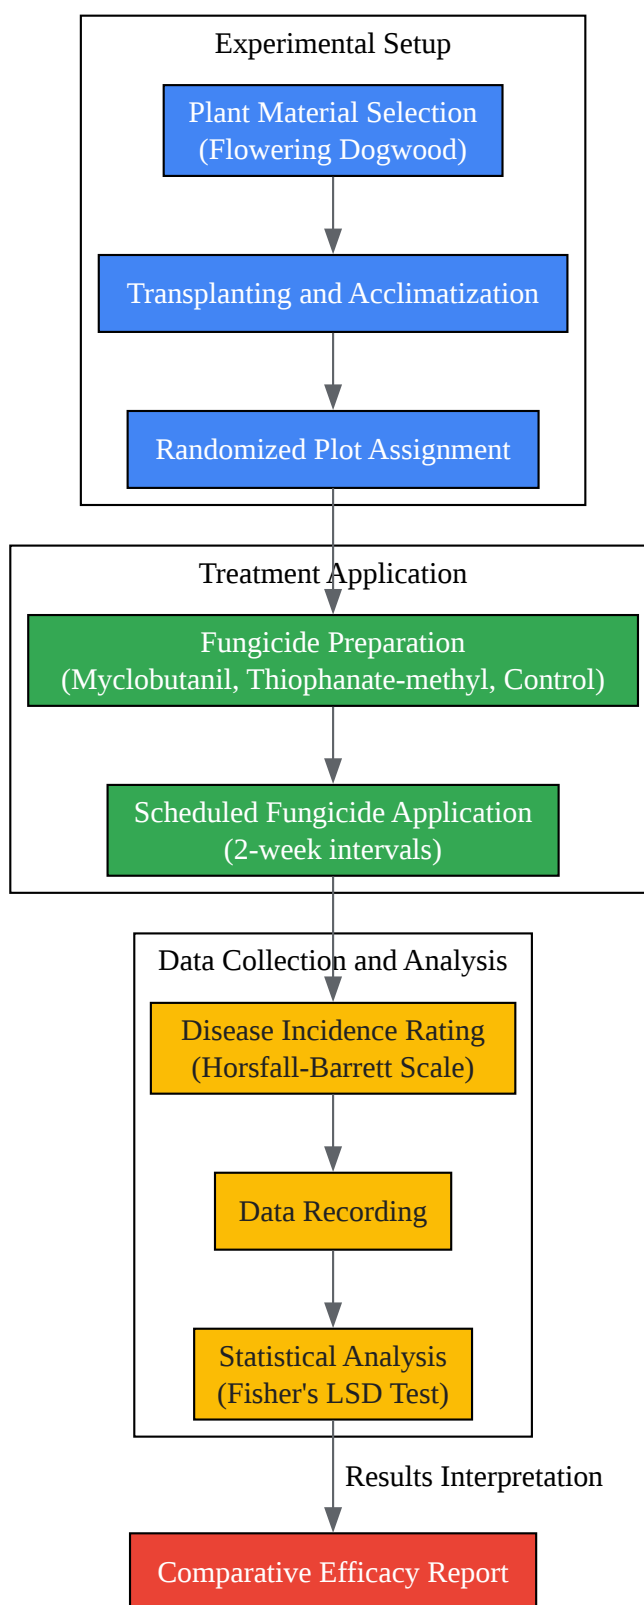 Experimental Setup
Plant Material Selection
(Flowering Dogwood)
Transplanting and Acclimatization
Randomized Plot Assignment
Treatment Application
Fungicide Preparation
(Myclobutanil, Thiophanate-methyl, Control)
Scheduled Fungicide Application
(2-week intervals)
Data Collection and Analysis
Disease Incidence Rating
(Horsfall-Barrett Scale)
Data Recording
Statistical Analysis
(Fisher's LSD Test)
Results Interpretation
Comparative Efficacy Report